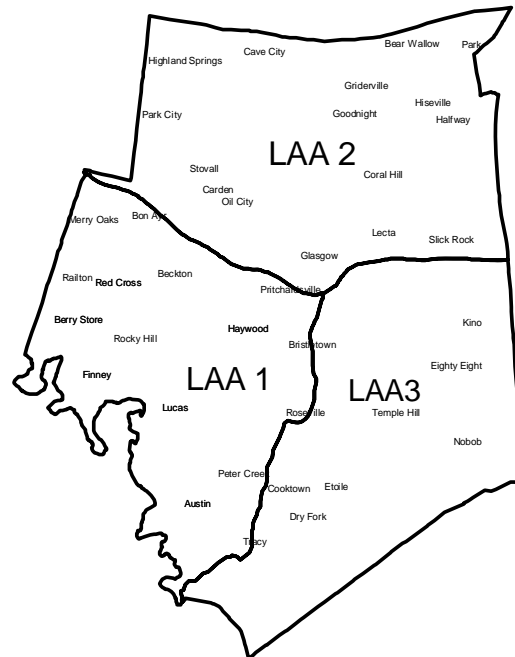 Bear Wallow
Park
Cave City
Highland Springs
Griderville
Hiseville
Park City
Goodnight
Halfway
LAA 2
Stovall
Coral Hill
Carden
Oil City
Merry Oaks
Bon Ayr
Lecta
Slick Rock
Glasgow
Beckton
Railton
Red Cross
Pritchardsville
Berry Store
Haywood
Kino
Rocky Hill
Bristletown
Eighty Eight
Finney
LAA 1
LAA3
Lucas
Roseville
Temple Hill
Nobob
Peter Cree
Cooktown
Etoile
Austin
Dry Fork
Tracy